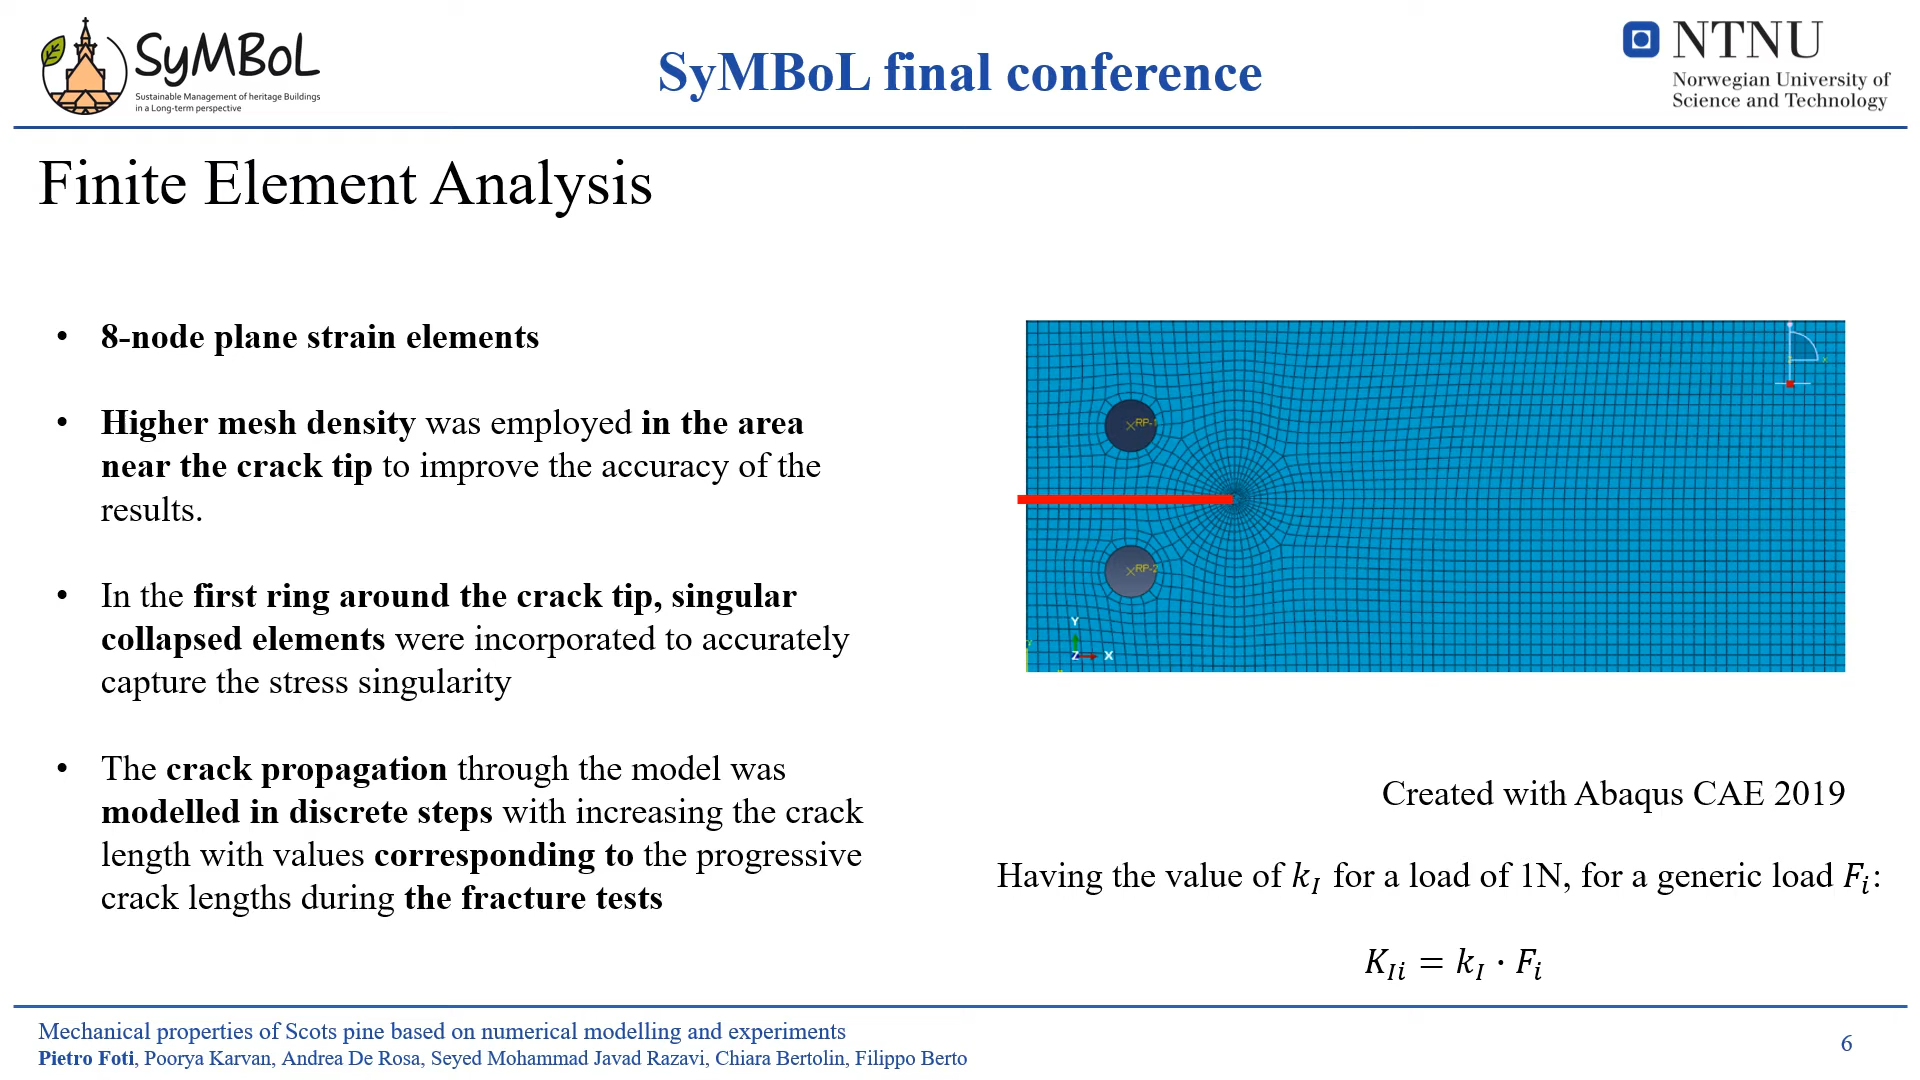 SyMBoL
Sustainable Management of heritage Buildings
in a Long-term perspective
SyMBoL final conference
NTNU
Norwegian University of
Science and Technology
Finite Element Analysis
• 8-node plane strain elements
• Higher mesh density was employed in the area
near the crack tip to improve the accuracy of the
results.
• In the first ring around the crack tip, singular
collapsed elements were incorporated to accurately
capture the stress singularity
• The crack propagation through the model was
modelled in discrete steps with increasing the crack
length with values corresponding to the progressive
crack lengths during the fracture tests
RP-1
RP-2
Y
Z X
Created with Abaqus CAE 2019
Having the value of k_I for a load of 1N, for a generic load F_i:
K_{Ii} = k_I · F_i
Mechanical properties of Scots pine based on numerical modelling and experiments
Pietro Foti, Poorya Karvan, Andrea De Rosa, Seyed Mohammad Javad Razavi, Chiara Bertolin, Filippo Berto
6